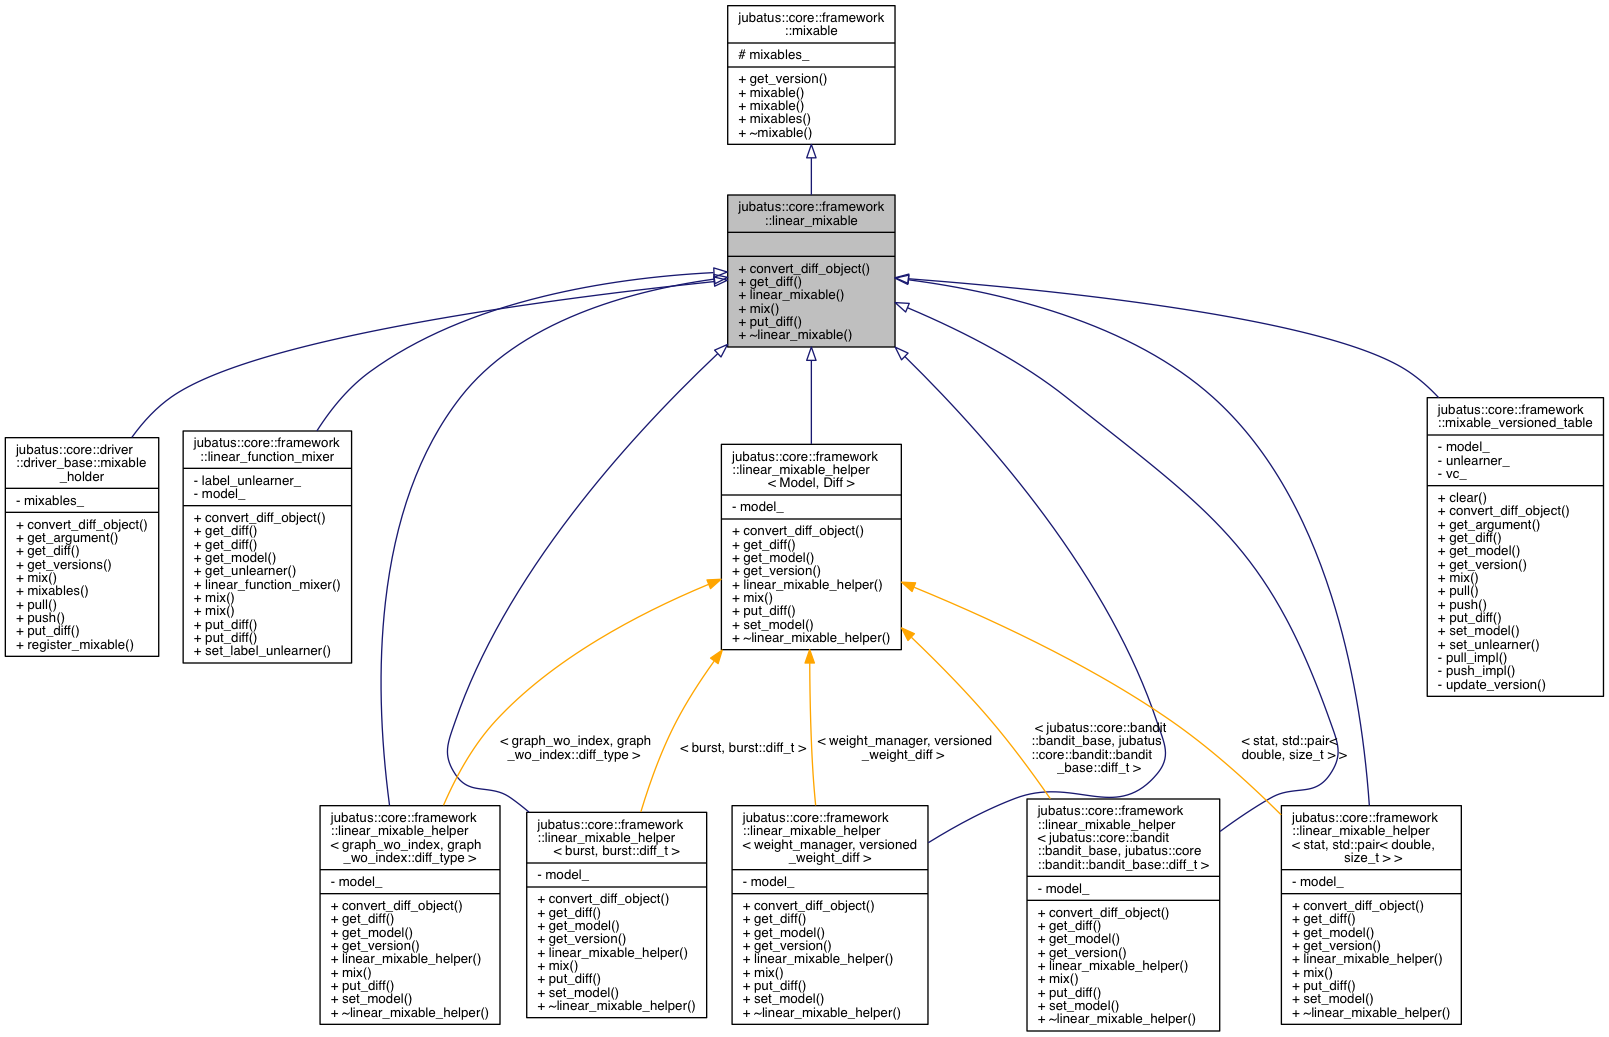 jubatus::core::framework
::mixable
# mixables_
+ get_version()
+ mixable()
+ mixable()
+ mixables()
+ ~mixable()
jubatus::core::framework
::linear_mixable
+ convert_diff_object()
+ get_diff()
+ linear_mixable()
+ mix()
+ put_diff()
+ ~linear_mixable()
jubatus::core::driver
::driver_base::mixable
_holder
- mixables_
+ convert_diff_object()
+ get_argument()
+ get_diff()
+ get_versions()
+ mix()
+ mixables()
+ pull()
+ push()
+ put_diff()
+ register_mixable()
jubatus::core::framework
::linear_function_mixer
- label_unlearner_
- model_
+ convert_diff_object()
+ get_diff()
+ get_diff()
+ get_model()
+ get_unlearner()
+ linear_function_mixer()
+ mix()
+ mix()
+ put_diff()
+ put_diff()
+ set_label_unlearner()
jubatus::core::framework
::linear_mixable_helper
< Model, Diff >
- model_
+ convert_diff_object()
+ get_diff()
+ get_model()
+ get_version()
+ linear_mixable_helper()
+ mix()
+ put_diff()
+ set_model()
+ ~linear_mixable_helper()
jubatus::core::framework
::mixable_versioned_table
- model_
- unlearner_
- vc_
+ clear()
+ convert_diff_object()
+ get_argument()
+ get_diff()
+ get_model()
+ get_version()
+ mix()
+ pull()
+ push()
+ put_diff()
+ set_model()
+ set_unlearner()
- pull_impl()
- push_impl()
- update_version()
< graph_wo_index, graph
_wo_index::diff_type >
< burst, burst::diff_t >
< weight_manager, versioned
_weight_diff >
< jubatus::core::bandit
::bandit_base, jubatus
::core::bandit::bandit
_base::diff_t >
< stat, std::pair<
double, size_t > >
jubatus::core::framework
::linear_mixable_helper
< graph_wo_index, graph
_wo_index::diff_type >
- model_
+ convert_diff_object()
+ get_diff()
+ get_model()
+ get_version()
+ linear_mixable_helper()
+ mix()
+ put_diff()
+ set_model()
+ ~linear_mixable_helper()
jubatus::core::framework
::linear_mixable_helper
< burst, burst::diff_t >
- model_
+ convert_diff_object()
+ get_diff()
+ get_model()
+ get_version()
+ linear_mixable_helper()
+ mix()
+ put_diff()
+ set_model()
+ ~linear_mixable_helper()
jubatus::core::framework
::linear_mixable_helper
< weight_manager, versioned
_weight_diff >
- model_
+ convert_diff_object()
+ get_diff()
+ get_model()
+ get_version()
+ linear_mixable_helper()
+ mix()
+ put_diff()
+ set_model()
+ ~linear_mixable_helper()
jubatus::core::framework
::linear_mixable_helper
< jubatus::core::bandit
::bandit_base, jubatus::core
::bandit::bandit_base::diff_t >
- model_
+ convert_diff_object()
+ get_diff()
+ get_model()
+ get_version()
+ linear_mixable_helper()
+ mix()
+ put_diff()
+ set_model()
+ ~linear_mixable_helper()
jubatus::core::framework
::linear_mixable_helper
< stat, std::pair< double,
size_t > >
- model_
+ convert_diff_object()
+ get_diff()
+ get_model()
+ get_version()
+ linear_mixable_helper()
+ mix()
+ put_diff()
+ set_model()
+ ~linear_mixable_helper()